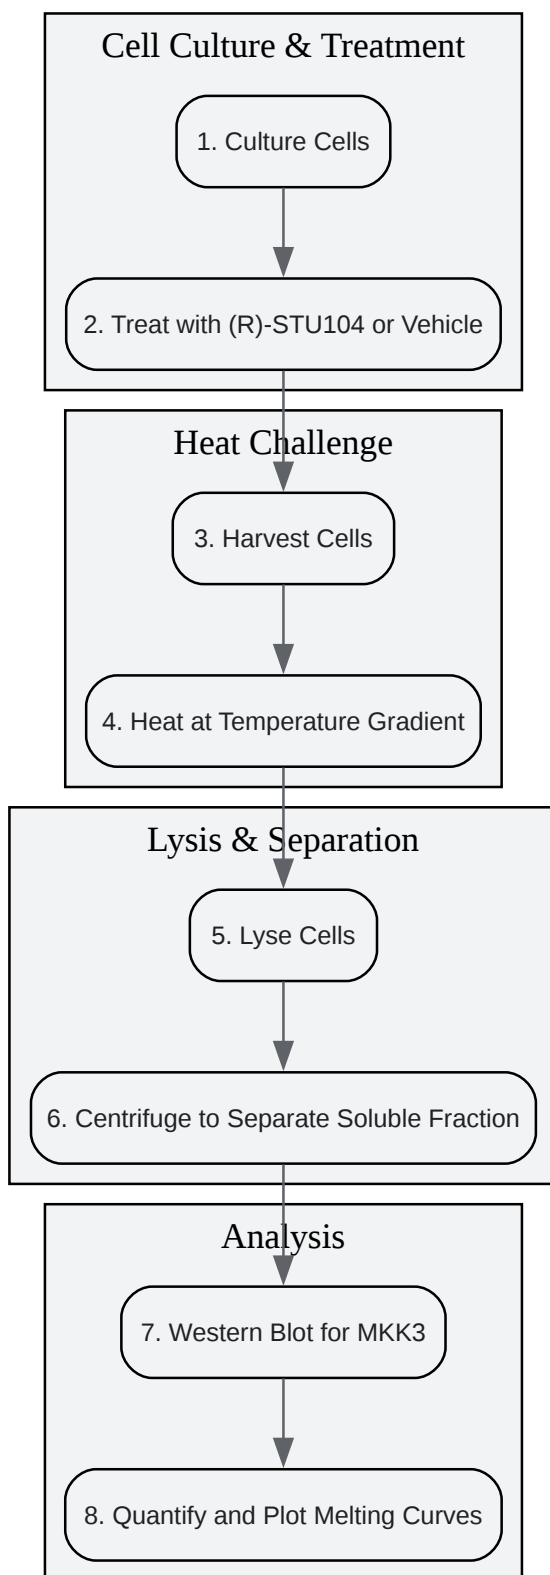 Cell Culture & Treatment
1. Culture Cells
2. Treat with (R)-STU104 or Vehicle
Heat Challenge
3. Harvest Cells
4. Heat at Temperature Gradient
Lysis & Separation
5. Lyse Cells
6. Centrifuge to Separate Soluble Fraction
Analysis
7. Western Blot for MKK3
8. Quantify and Plot Melting Curves